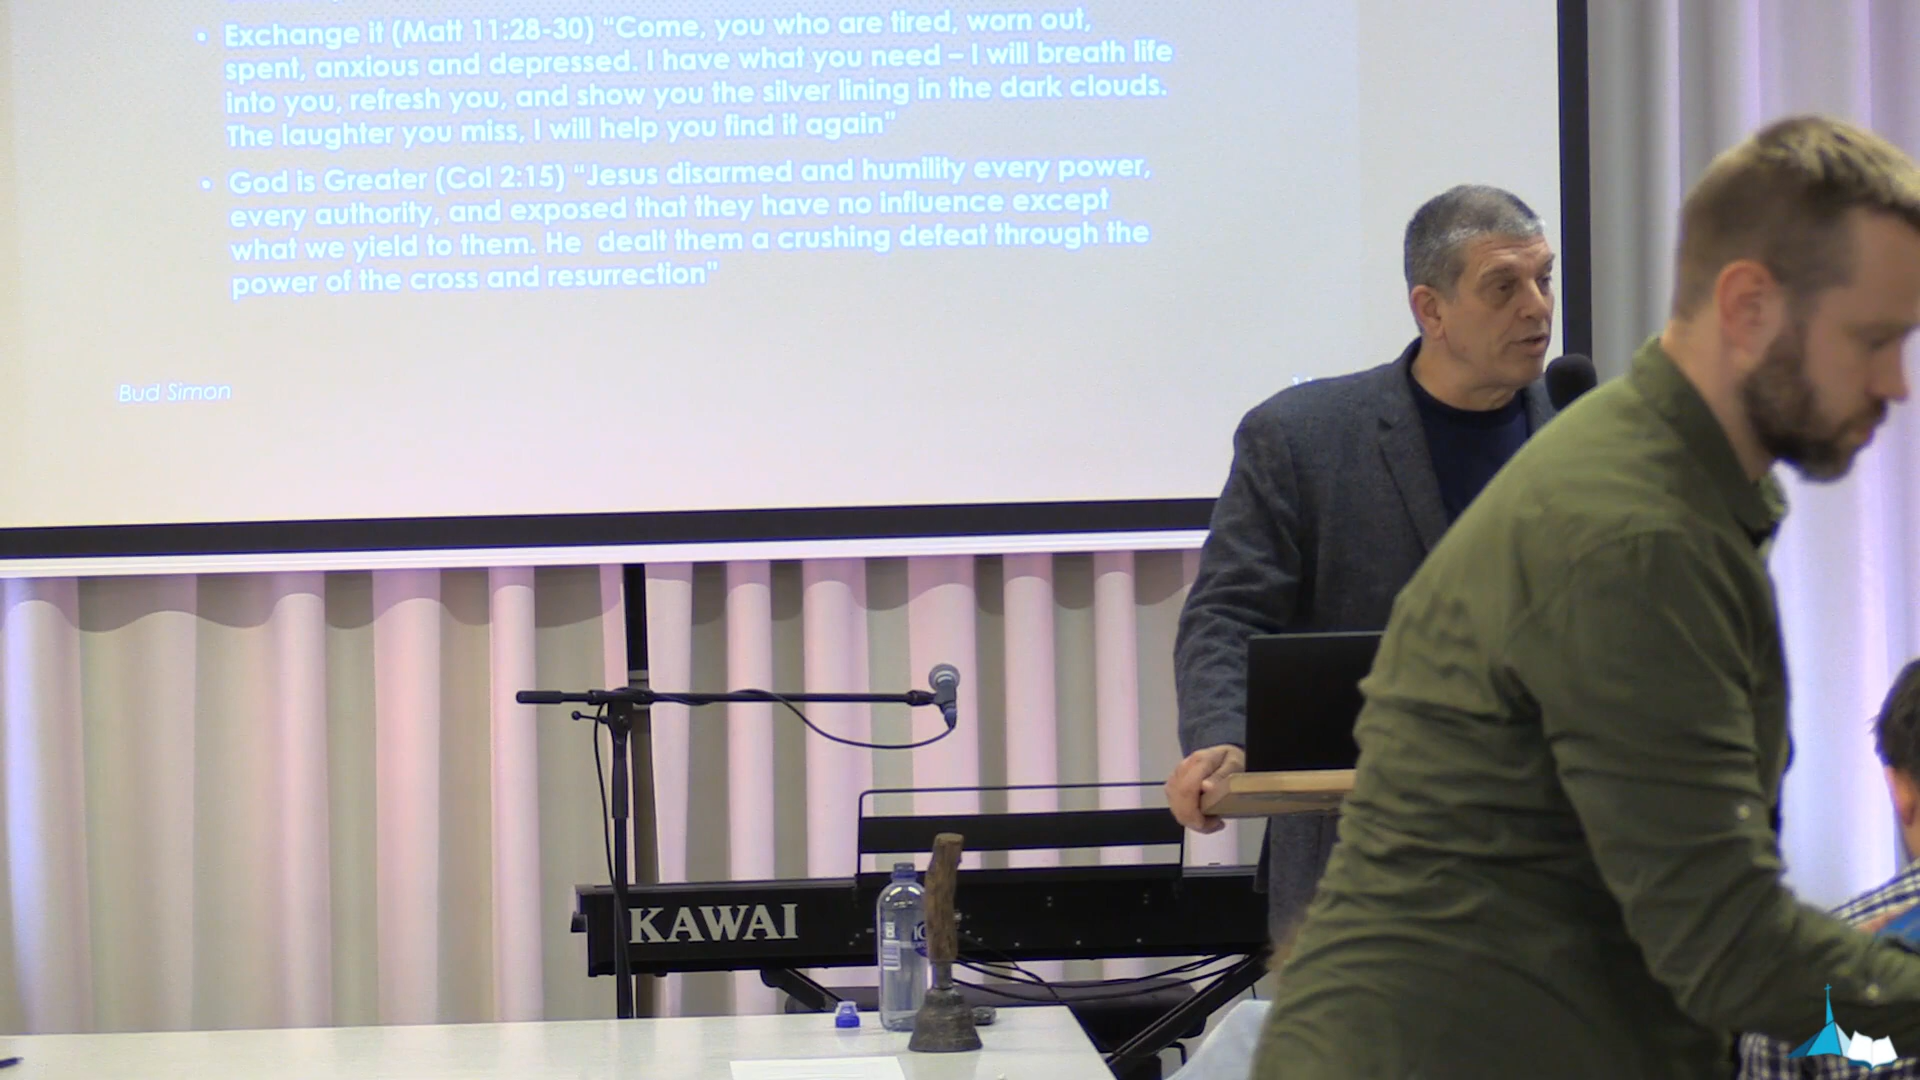 • Exchange it (Matt 11:28-30) “Come, you who are tired, worn out,
spent, anxious and depressed. I have what you need – I will breath life
into you, refresh you, and show you the silver lining in the dark clouds.
The laughter you miss, I will help you find it again”
• God is Greater (Col 2:15) “Jesus disarmed and humility every power,
every authority, and exposed that they have no influence except
what we yield to them. He dealt them a crushing defeat through the
power of the cross and resurrection”
Bud Simon
KAWAI